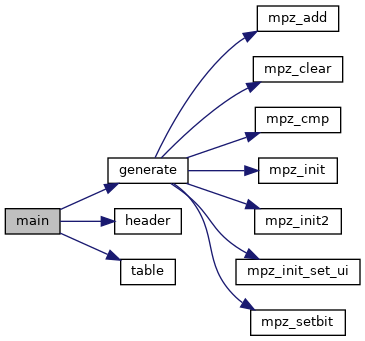 main
generate
header
table
mpz_add
mpz_clear
mpz_cmp
mpz_init
mpz_init2
mpz_init_set_ui
mpz_setbit